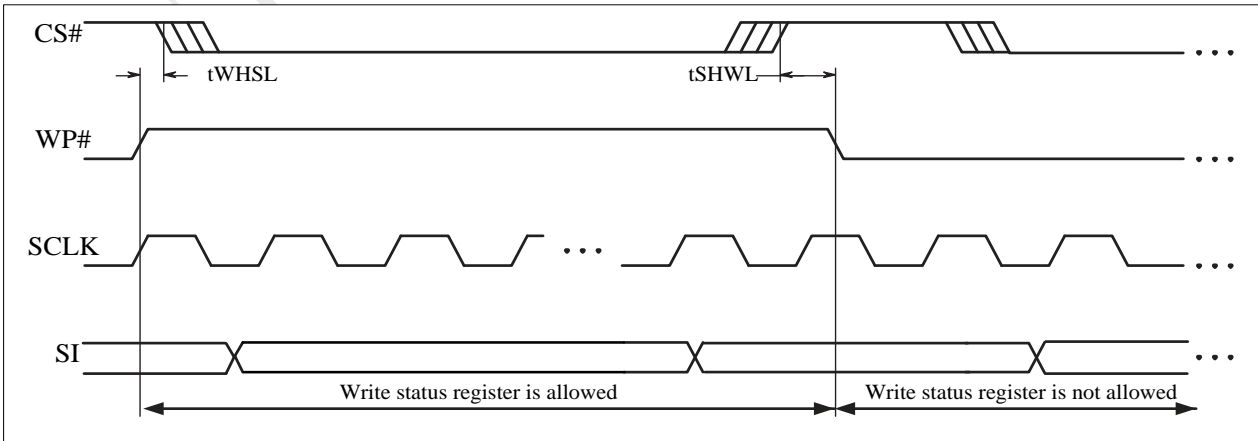 CS#
tWHSL
tSHWL
WP#
SCLK
SI
Write status register is allowed
Write status register is not allowed